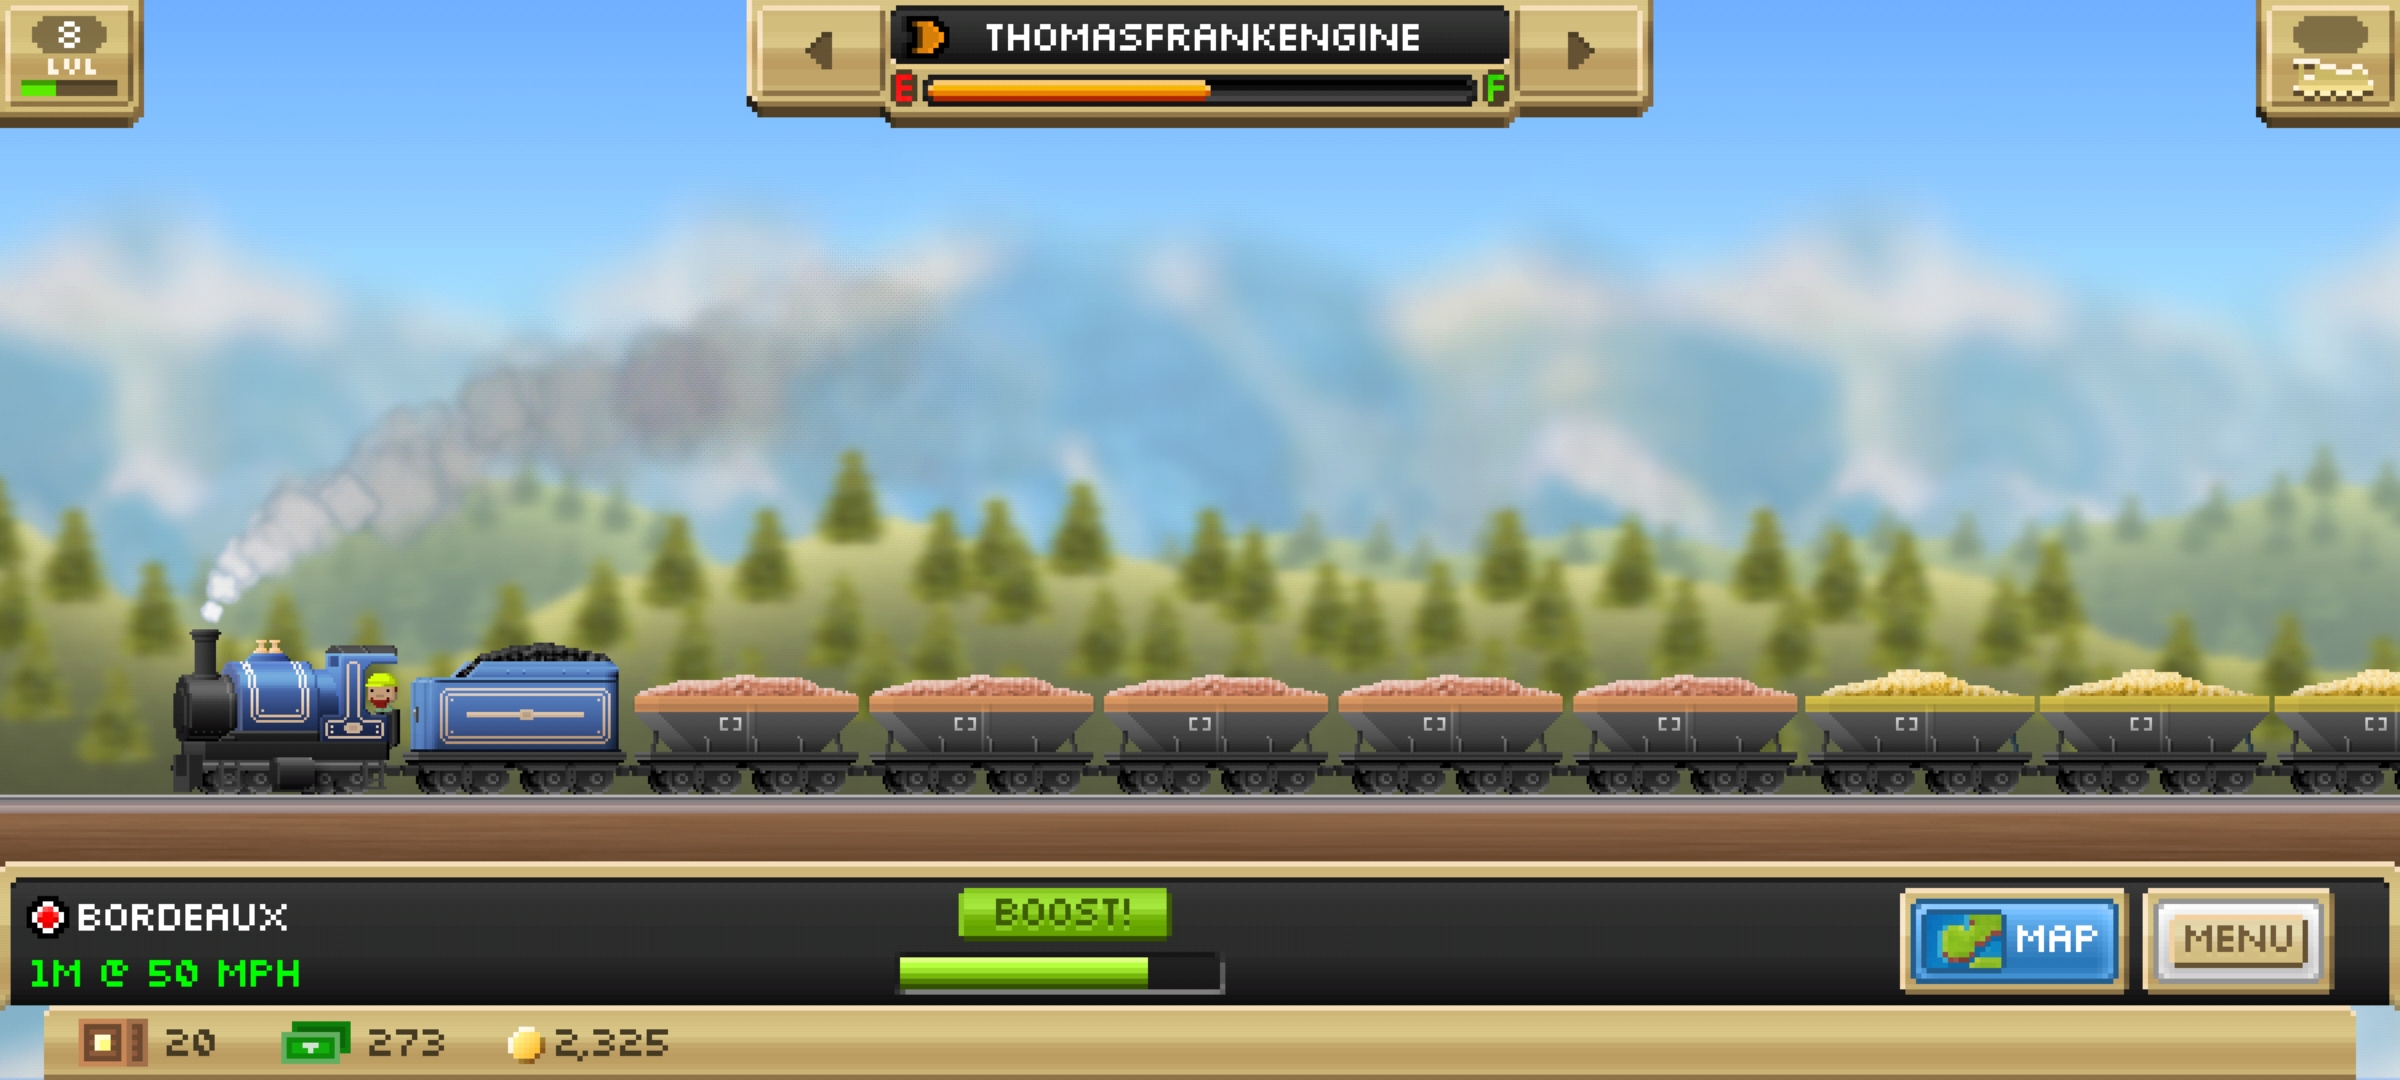 8
LVL
THOMASFRANKENGINE
E F
BORDEAUX
1M @ 50 MPH
BOOST!
MAP
MENU
20 273 2,325